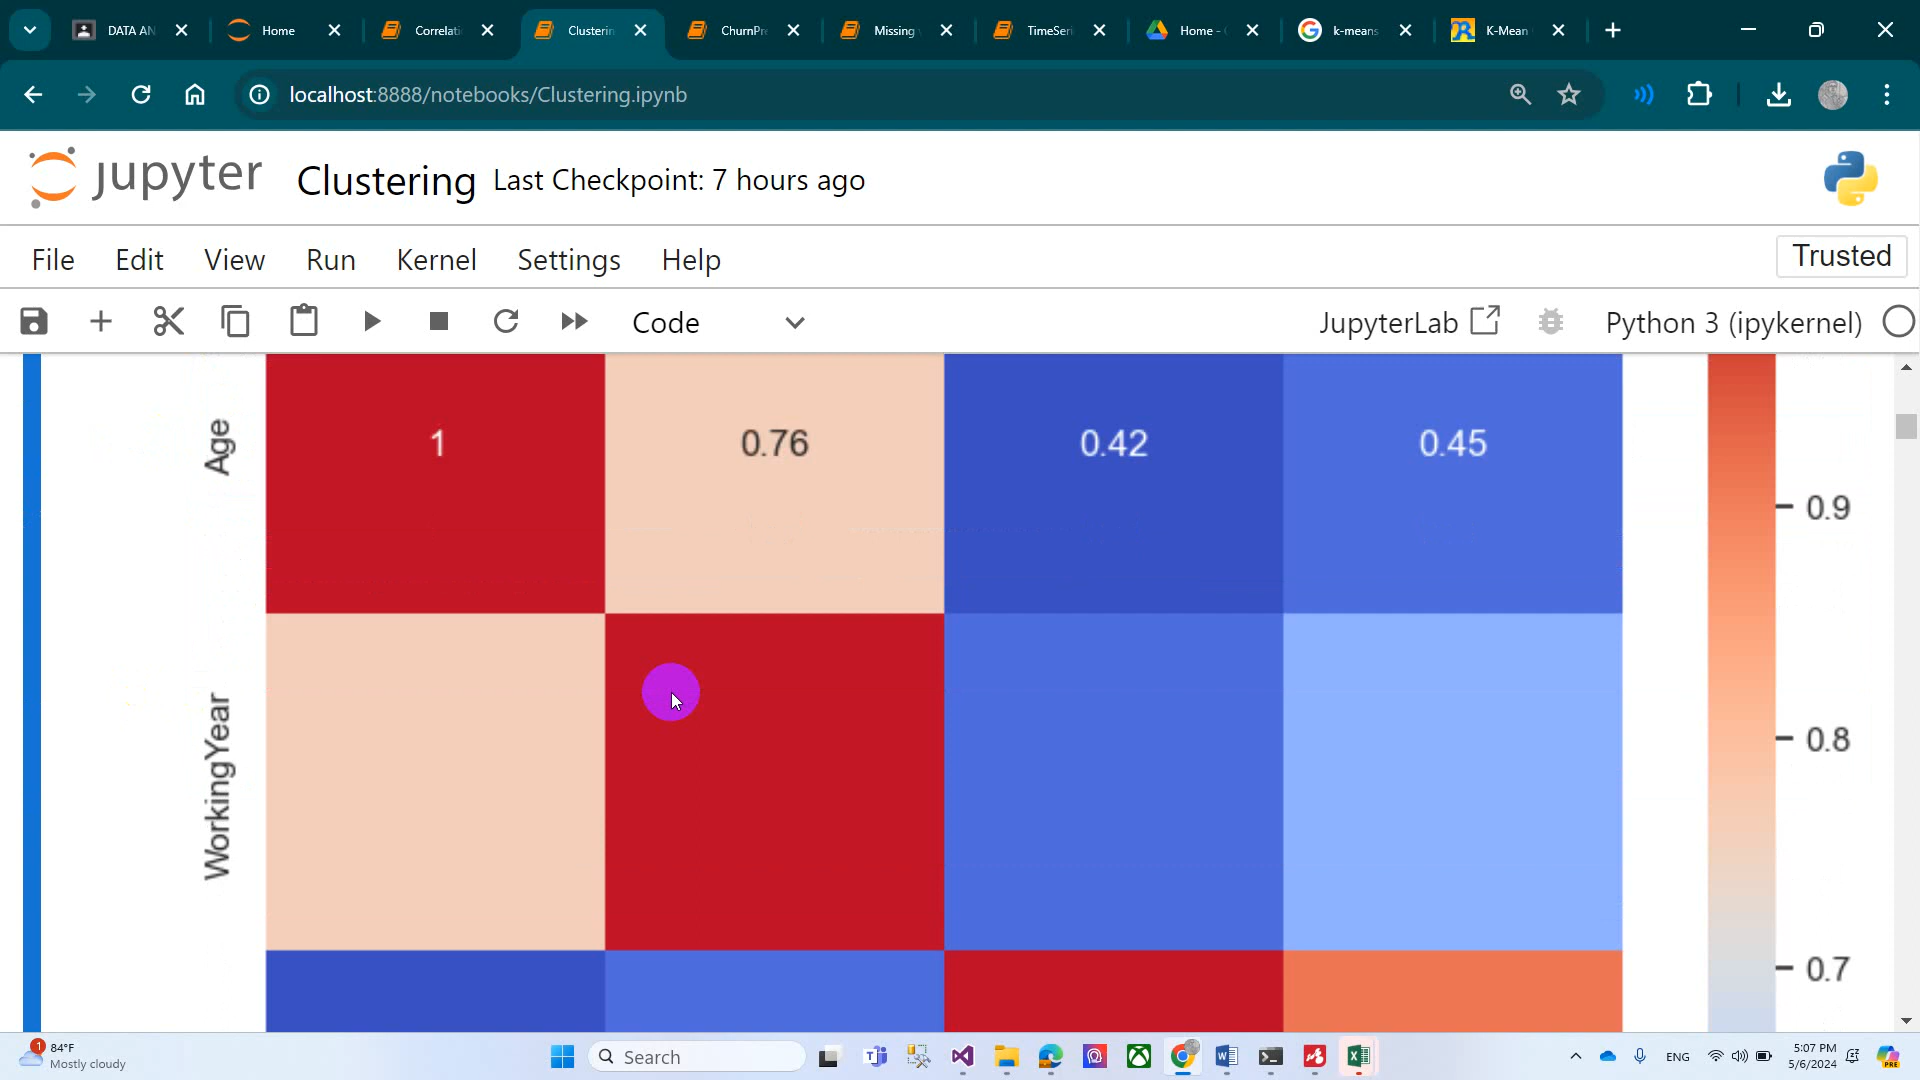 DATA AN
Home
Correlati
Clusterin
ChurnPre
Missing
TimeSeri
Home -
k-means
K-Mean
localhost:8888/notebooks/Clustering.ipynb
jupyter
Clustering Last Checkpoint: 7 hours ago
File Edit View Run Kernel Settings Help
Trusted
Code
JupyterLab
Python 3 (ipykernel)
Age
1 0.76 0.42 0.45
0.9
WorkingYear
0.8
0.7
1
84°F
Mostly cloudy
Search
ENG
5:07 PM
5/6/2024
PRE